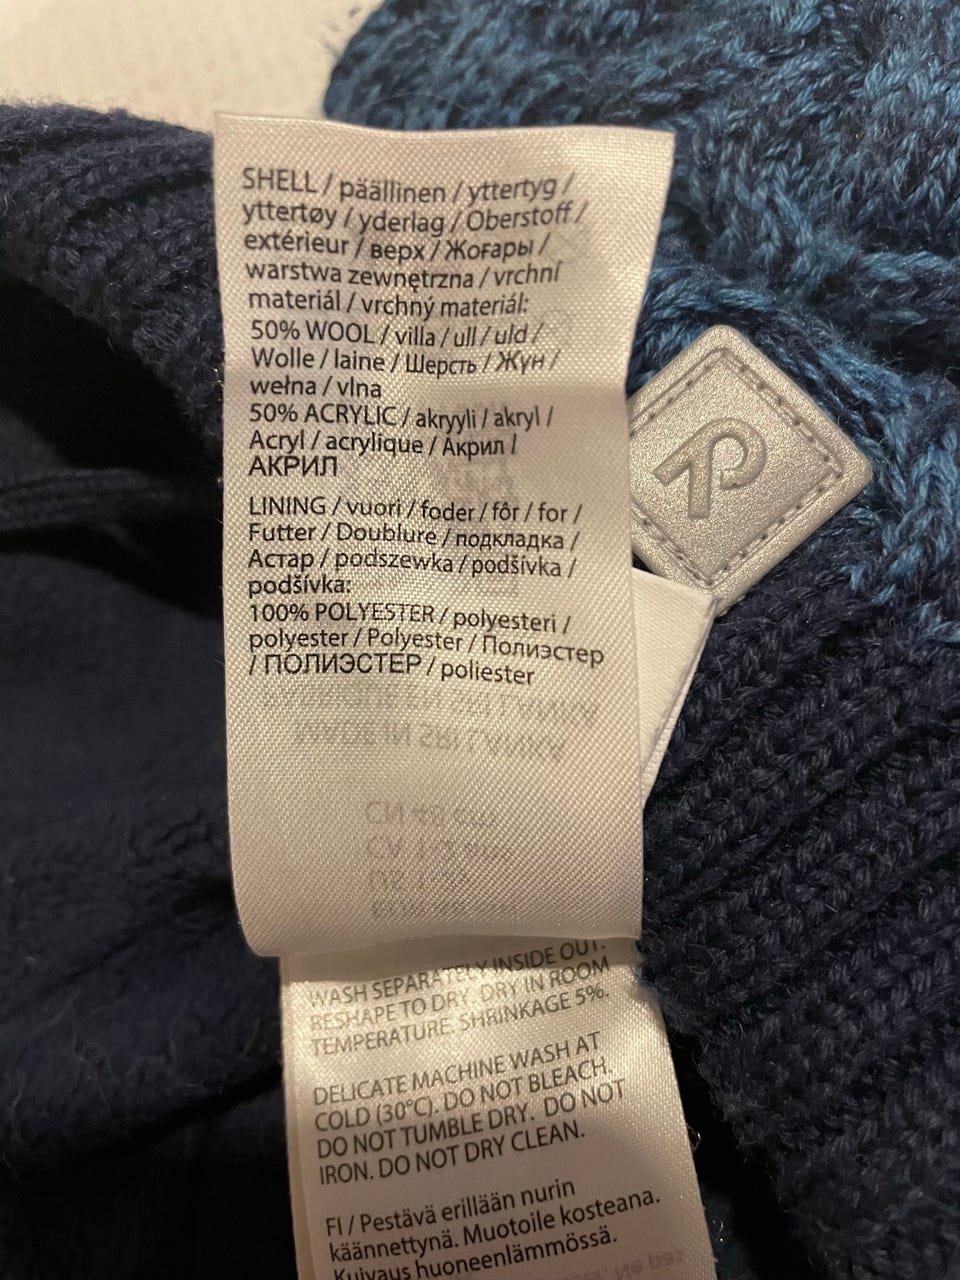 SHELL / päällinen / yttertyg /
yttertøy / yderlag / Oberstoff /
extérieur / верх / Жоғары /
warstwa zewnętrzna / vrchní
materiál / vrchný materiál:
50% WOOL / villa / ull / uld /
Wolle / laine / Шерсть / Жүн /
wełna / vlna
50% ACRYLIC / akryyli / akryl /
Acryl / acrylique / Акрил /
АКРИЛ
LINING / vuori / foder / fôr / for /
Futter / Doublure / подкладка /
Астар / podszewka / podšívka /
podšívka:
100% POLYESTER / polyesteri /
polyester / Polyester / Полиэстер
/ ПОЛИЭСТЕР / poliester
MADE IN SRI LANKA
WASH SEPARATELY INSIDE OUT.
RESHAPE TO DRY. DRY IN ROOM
TEMPERATURE. SHRINKAGE 5%.
DELICATE MACHINE WASH AT
COLD (30°C). DO NOT BLEACH.
DO NOT TUMBLE DRY. DO NOT
IRON. DO NOT DRY CLEAN.
FI / Pestävä erillään nurin
käännettynä. Muotoile kosteana.
Kuivaus huoneenlämmössä.